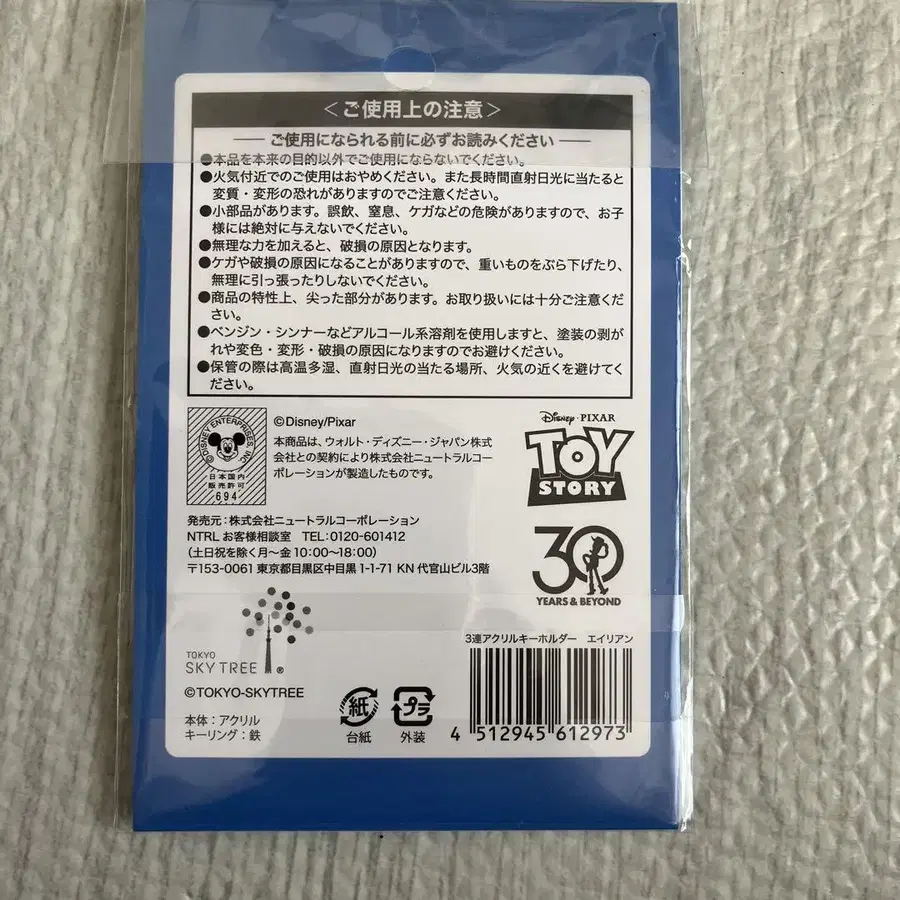 ＜ご使用上の注意＞
ご使用になられる前に必ずお読みください
●本品を本来の目的以外でご使用にならないでください。
●火気付近でのご使用はおやめください。また長時間直射日光に当たると
変質・変形の恐れがありますのでご注意ください。
●小部品があります。誤飲、窒息、ケガなどの危険がありますので、お子
様には絶対に与えないでください。
●無理な力を加えると、破損の原因となります。
●ケガや破損の原因になることがありますので、重いものをぶら下げたり、
無理に引っ張ったりしないでください。
●商品の特性上、尖った部分があります。お取り扱いには十分ご注意くだ
さい。
●ベンジン・シンナーなどアルコール系溶剤を使用しますと、塗装の剥が
れや変色・変形・破損の原因になりますのでお避けください。
●保管の際は高温多湿、直射日光の当たる場所、火気の近くを避けてく
ださい。
©DISNEY ENTERPRISES, INC.
日本国内
販売許可
694
©Disney/Pixar
本商品は、ウォルト・ディズニー・ジャパン株式
会社との契約により株式会社ニュートラルコー
ポレーションが製造したものです。
Disney・PIXAR
TOY
STORY
発売元：株式会社ニュートラルコーポレーション
NTRL お客様相談室 TEL:0120-601412
(土日祝を除く月〜金 10:00〜18:00)
〒153-0061 東京都目黒区中目黒 1-1-71 KN 代官山ビル3階
30
YEARS & BEYOND
TOKYO
SKYTREE®
©TOKYO-SKYTREE
本体：アクリル
キーリング：鉄
紙
台紙
プラ
外装
3連アクリルキーホルダー エイリアン
4 512945 612973